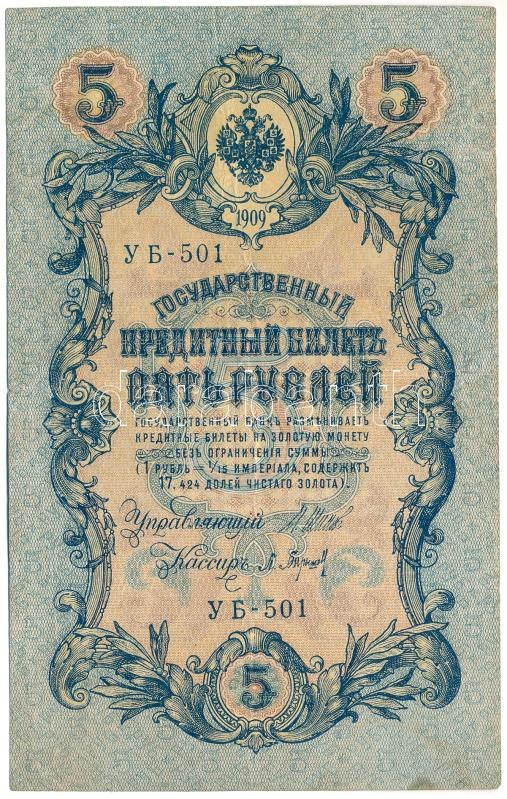 5 5
1909
УБ-501
ГОСУДАРСТВЕННЫЙ
КРЕДИТНЫЙ БИЛЕТЪ
ПЯТЬ РУБЛЕЙ
ГОСУДАРСТВЕННЫЙ БАНКЪ РАЗМѢНИВАЕТЪ
КРЕДИТНЫЕ БИЛЕТЫ НА ЗОЛОТУЮ МОНЕТУ
БЕЗЪ ОГРАНИЧЕНІЯ СУММЫ
(1 РУБЛЬ = 1/15 ИМПЕРІАЛА, СОДЕРЖИТЪ
17,424 ДОЛЕЙ ЧИСТАГО ЗОЛОТА).
Управляющій
Кассиръ
УБ-501
5
darabanth